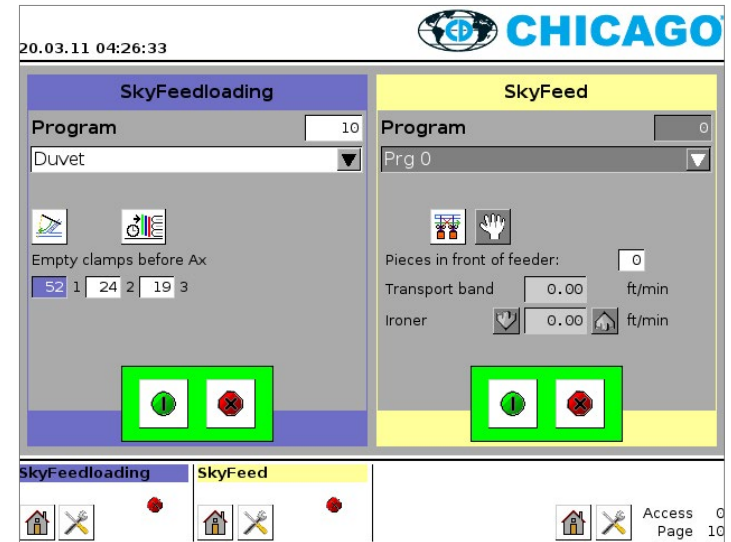 CHICAGO
20.03.11 04:26:33
SkyFeedloading
Program 10
Duvet
Empty clamps before Ax
52 1 24 2 19 3
SkyFeed
Program 0
Prg 0
Pieces in front of feeder: 0
Transport band 0.00 ft/min
Ironer 0.00 ft/min
SkyFeedloading
SkyFeed
Access 0
Page 10